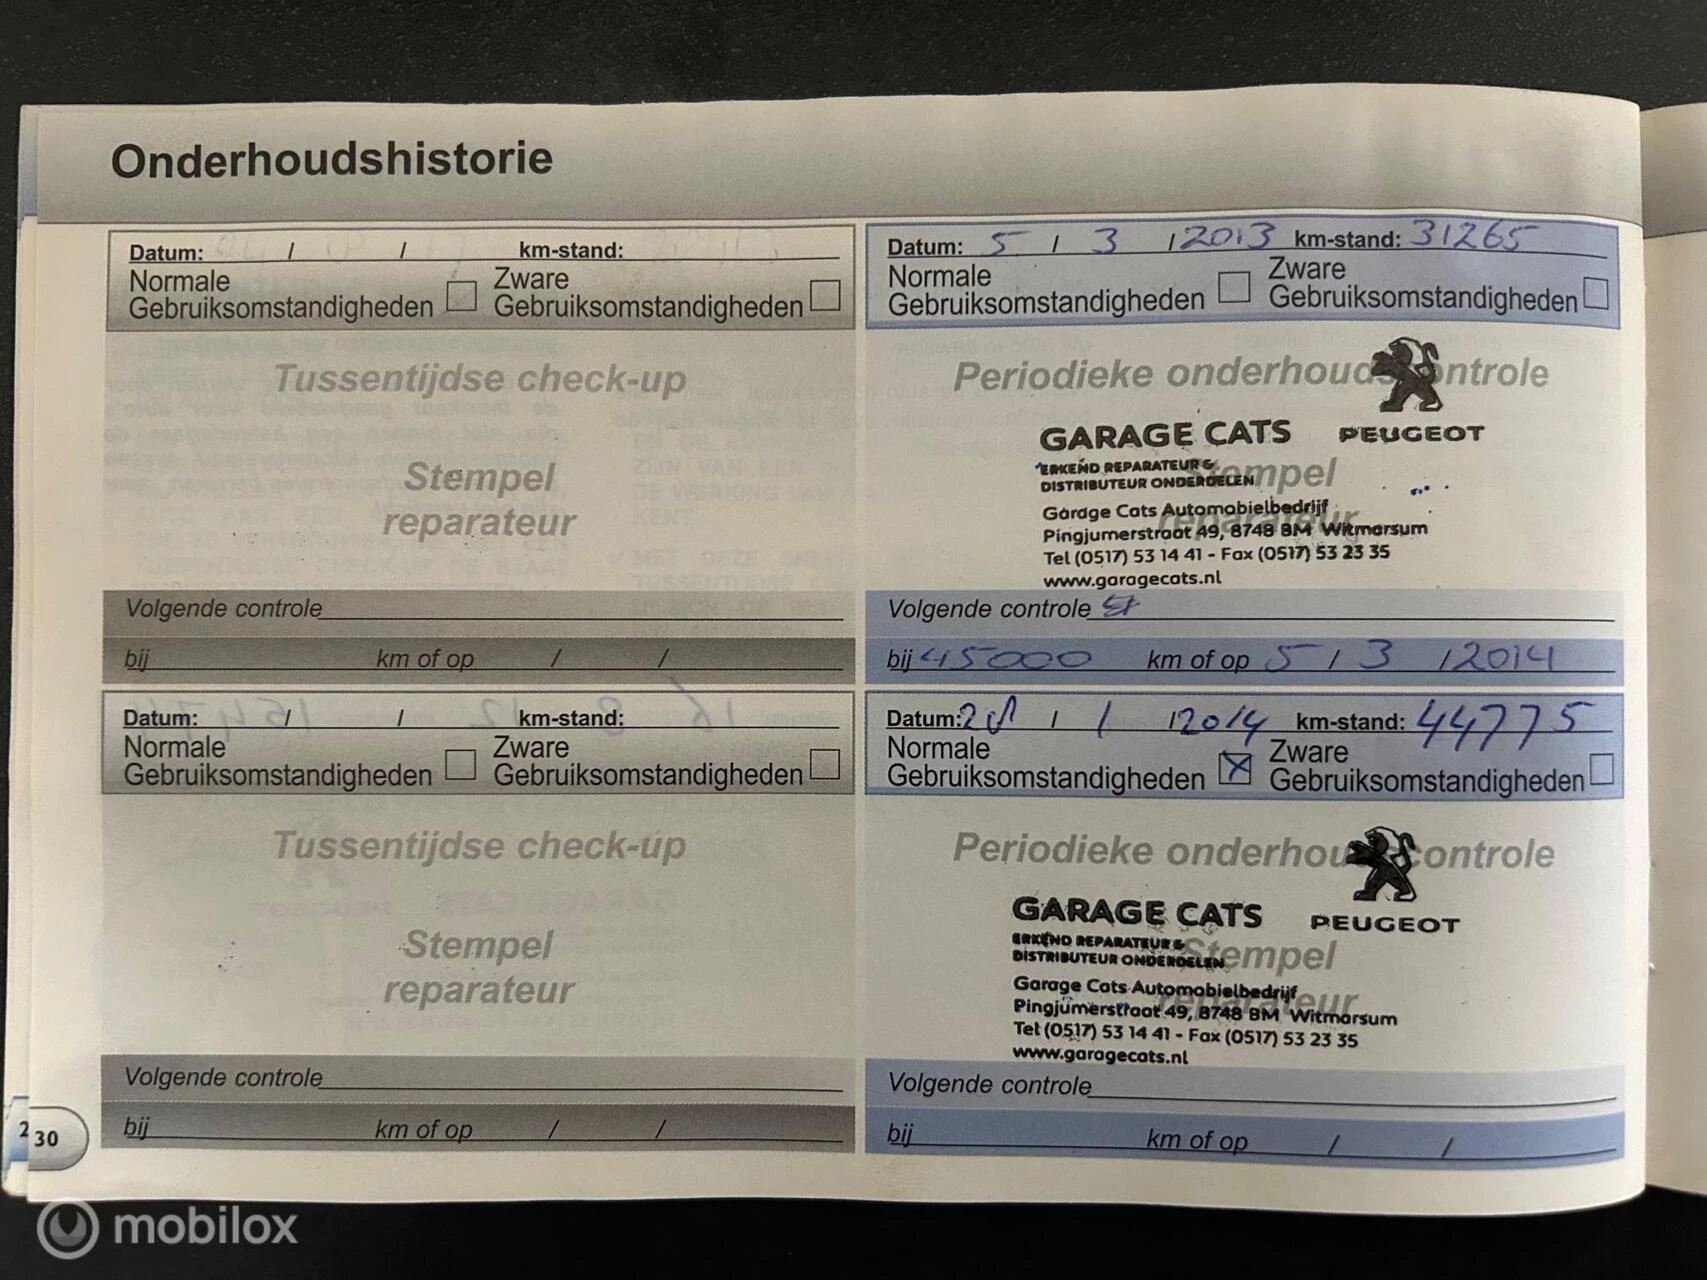 Onderhoudshistorie
Datum: / / km-stand:
Normale Gebruiksomstandigheden
Zware Gebruiksomstandigheden
Tussentijdse check-up
Stempel
reparateur
Volgende controle
bij km of op / /
Datum: 5 / 3 / 2013 km-stand: 31265
Normale Gebruiksomstandigheden
Zware Gebruiksomstandigheden
Periodieke onderhoudscontrole
GARAGE CATS PEUGEOT
ERKEND REPARATEUR &
DISTRIBUTEUR ONDERDELEN
Stempel
reparateur
Garage Cats Automobielbedrijf
Pingjumerstraat 49, 8748 BM Witmarsum
Tel (0517) 53 14 41 - Fax (0517) 53 23 35
www.garagecats.nl
Volgende controle
bij 45000 km of op 5 / 3 / 2014
Datum: / / km-stand:
Normale Gebruiksomstandigheden
Zware Gebruiksomstandigheden
Tussentijdse check-up
Stempel
reparateur
Volgende controle
bij km of op / /
Datum: / 1 / 2014 km-stand: 44775
Normale Gebruiksomstandigheden X
Zware Gebruiksomstandigheden
Periodieke onderhoudscontrole
GARAGE CATS PEUGEOT
ERKEND REPARATEUR &
DISTRIBUTEUR ONDERDELEN
Stempel
reparateur
Garage Cats Automobielbedrijf
Pingjumerstraat 49, 8748 BM Witmarsum
Tel (0517) 53 14 41 - Fax (0517) 53 23 35
www.garagecats.nl
Volgende controle
bij km of op / /
2
30
mobilox